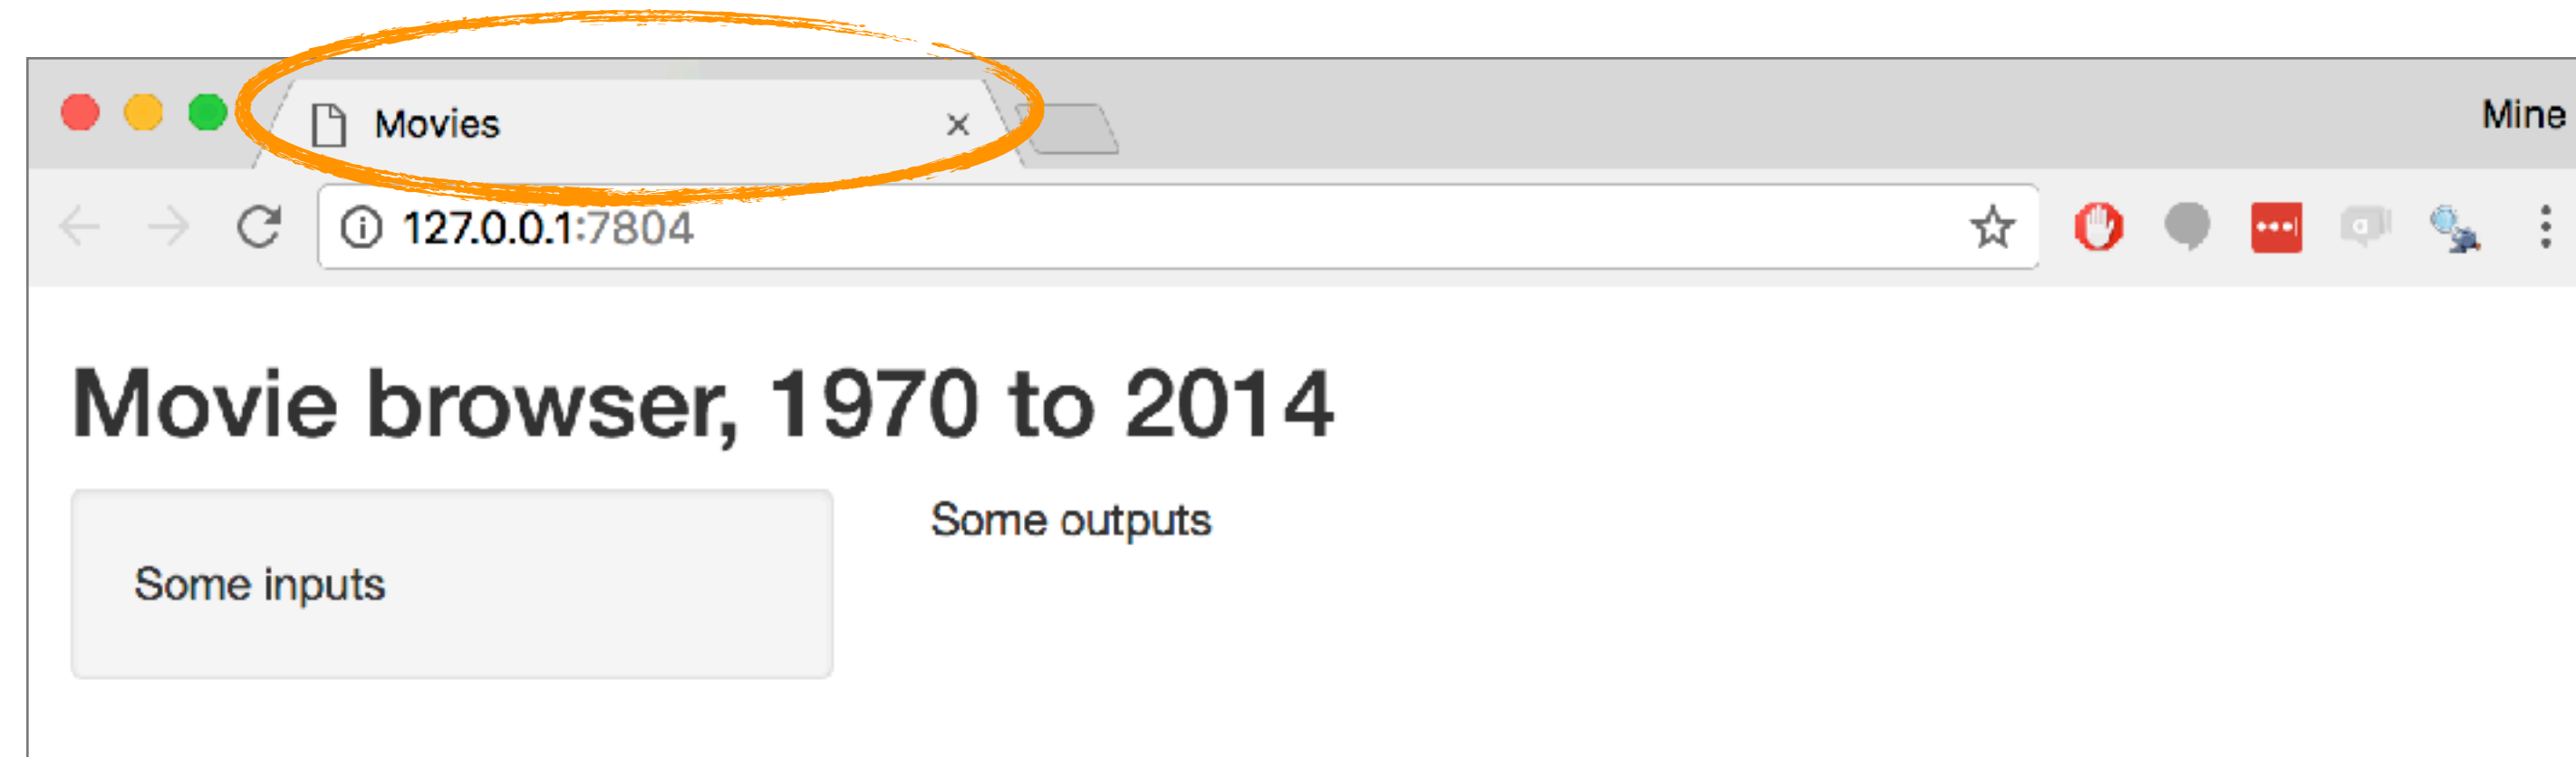 Movies
Mine
127.0.0.1:7804
Movie browser, 1970 to 2014
Some inputs
Some outputs